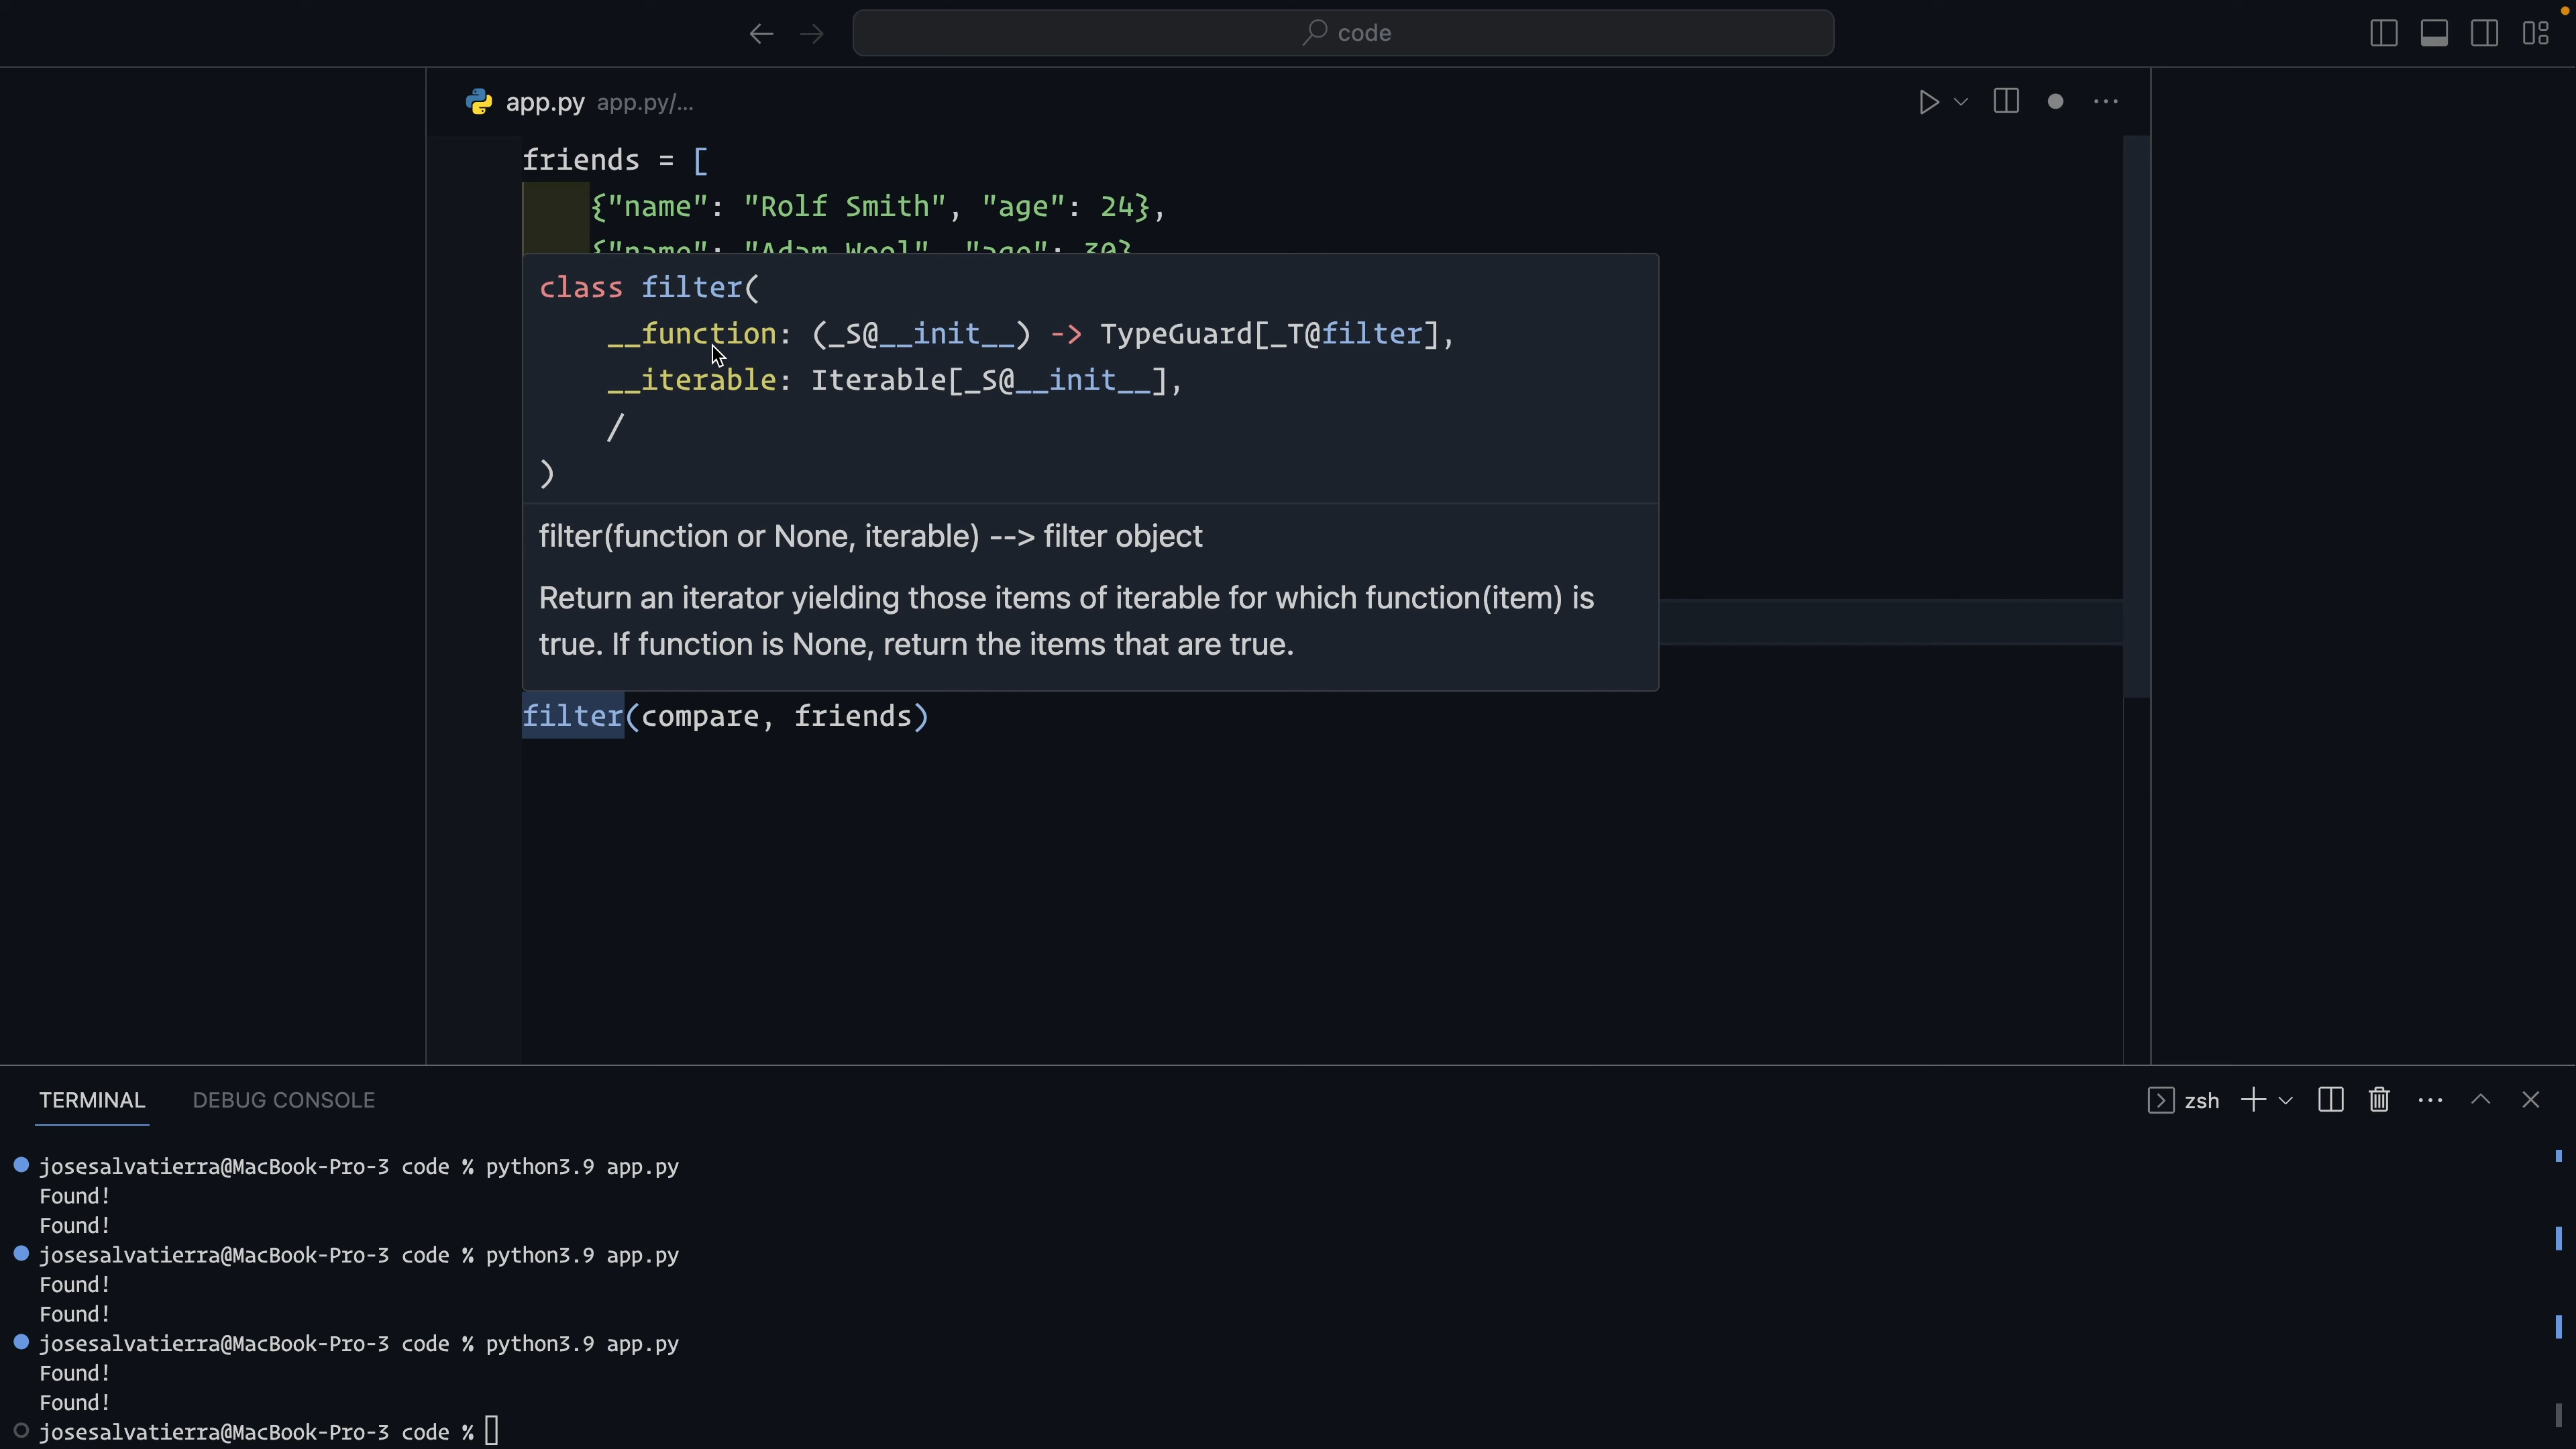 code
app.py app.py/...
friends = [
{"name": "Rolf Smith", "age": 24},
{"name": "Adam Wool", "age": 30},
class filter(
__function: (_S@__init__) -> TypeGuard[_T@filter],
__iterable: Iterable[_S@__init__],
/
)
filter(function or None, iterable) --> filter object
Return an iterator yielding those items of iterable for which function(item) is
true. If function is None, return the items that are true.
filter(compare, friends)
TERMINAL DEBUG CONSOLE
zsh
josesalvatierra@MacBook-Pro-3 code % python3.9 app.py
Found!
Found!
josesalvatierra@MacBook-Pro-3 code % python3.9 app.py
Found!
Found!
josesalvatierra@MacBook-Pro-3 code % python3.9 app.py
Found!
Found!
josesalvatierra@MacBook-Pro-3 code %